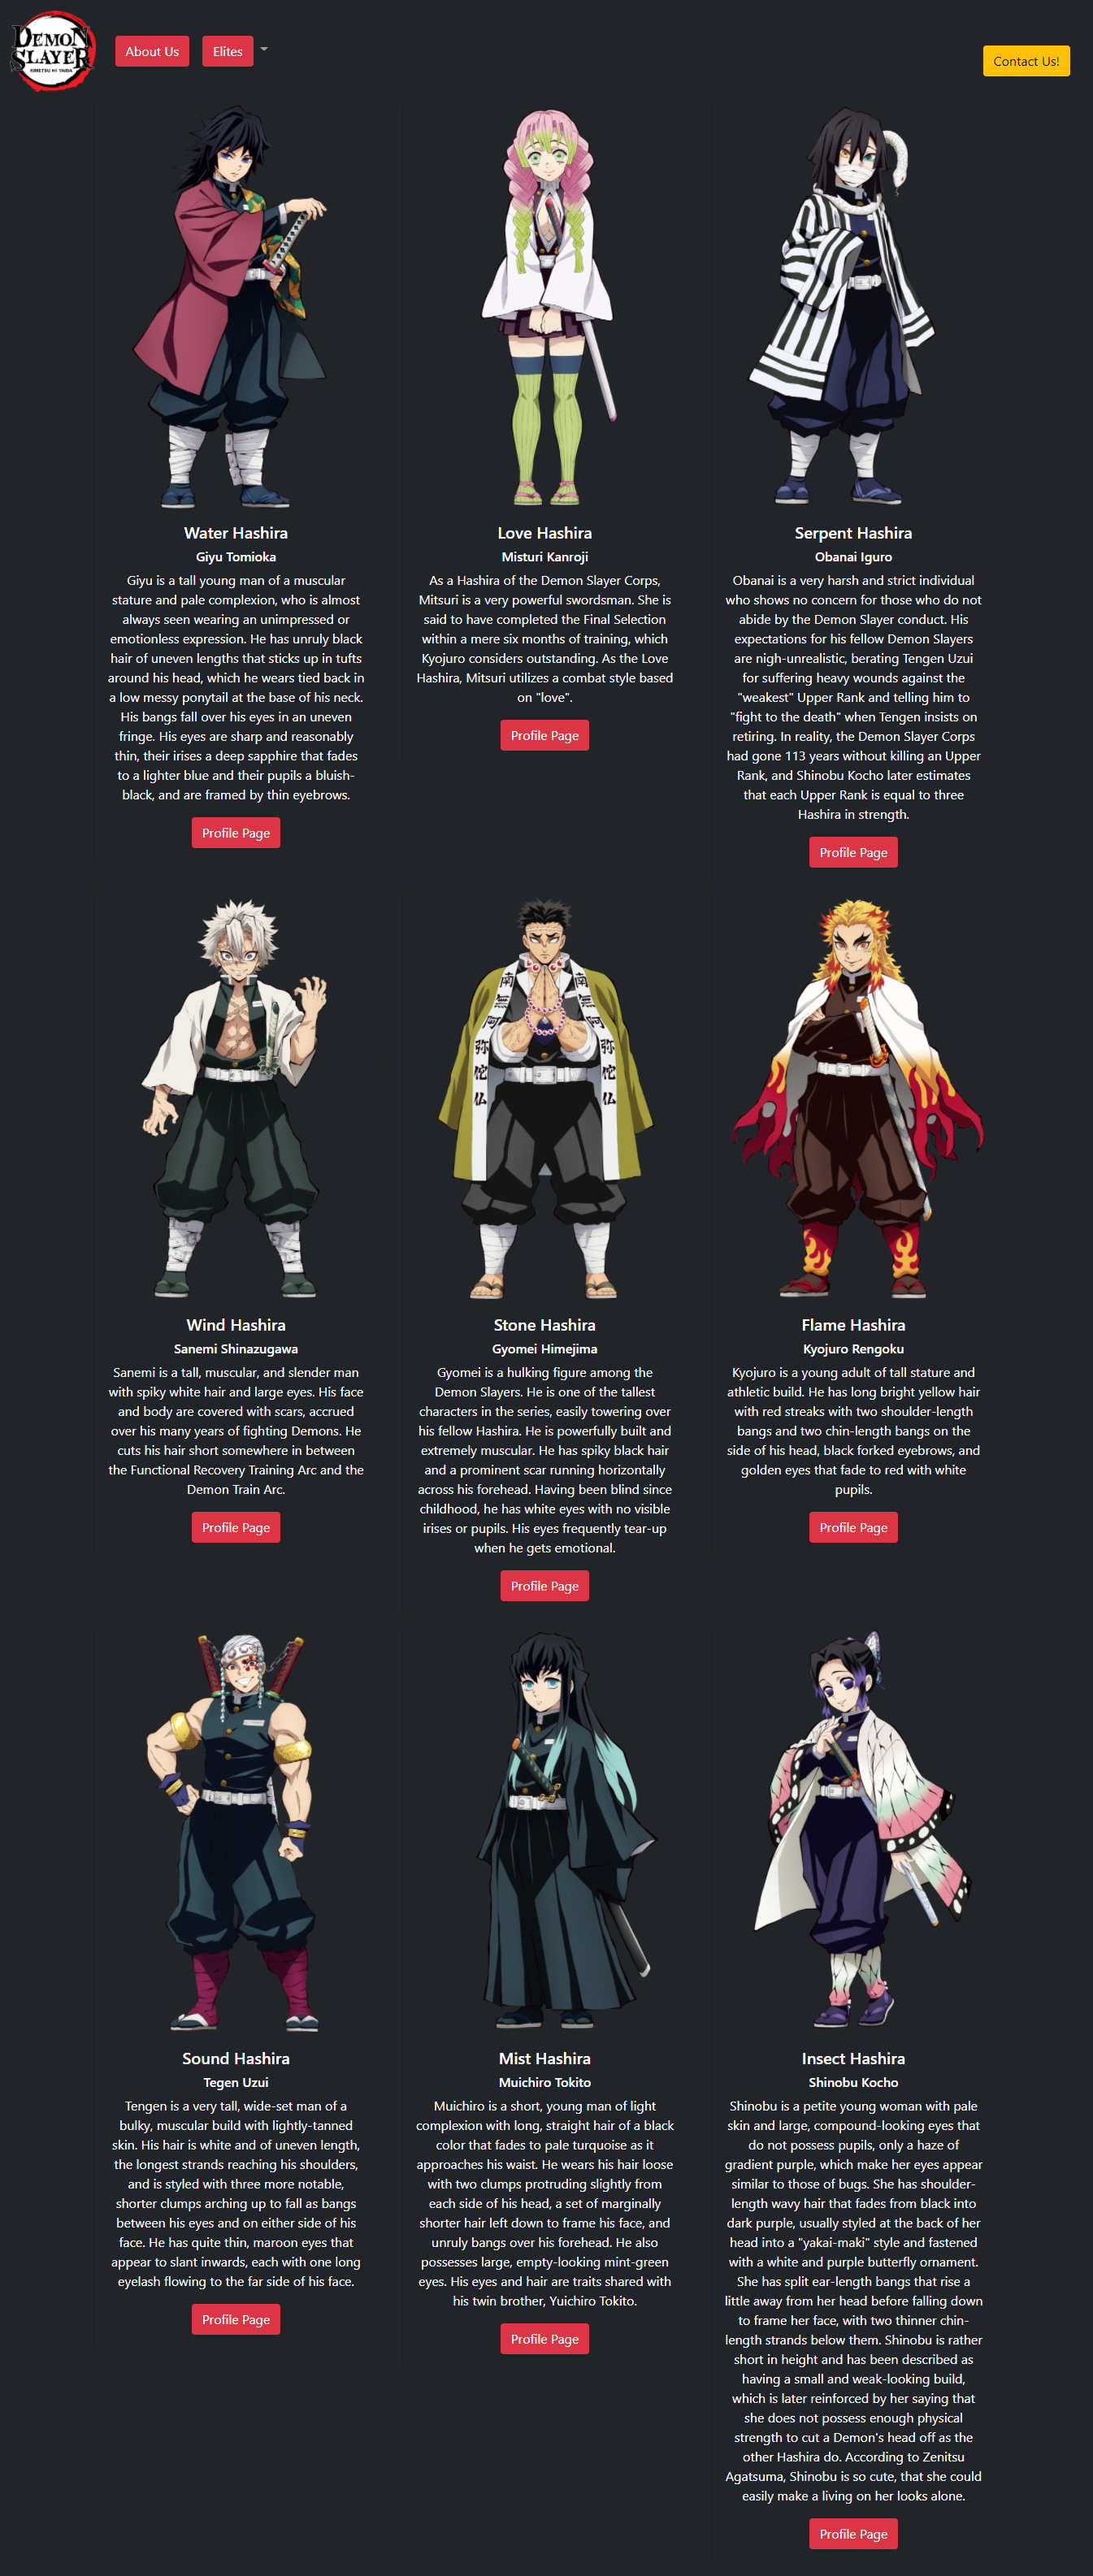 DEMON
SLAYER
KIMETSU NO YAIBA
About Us
Elites
Contact Us!
Water Hashira
Giyu Tomioka
Giyu is a tall young man of a muscular
stature and pale complexion, who is almost
always seen wearing an unimpressed or
emotionless expression. He has unruly black
hair of uneven lengths that sticks up in tufts
around his head, which he wears tied back in
a low messy ponytail at the base of his neck.
His bangs fall over his eyes in an uneven
fringe. His eyes are sharp and reasonably
thin, their irises a deep sapphire that fades
to a lighter blue and their pupils a bluish-
black, and are framed by thin eyebrows.
Profile Page
Love Hashira
Misturi Kanroji
As a Hashira of the Demon Slayer Corps,
Mitsuri is a very powerful swordsman. She is
said to have completed the Final Selection
within a mere six months of training, which
Kyojuro considers outstanding. As the Love
Hashira, Mitsuri utilizes a combat style based
on "love".
Profile Page
Serpent Hashira
Obanai Iguro
Obanai is a very harsh and strict individual
who shows no concern for those who do not
abide by the Demon Slayer conduct. His
expectations for his fellow Demon Slayers
are nigh-unrealistic, berating Tengen Uzui
for suffering heavy wounds against the
"weakest" Upper Rank and telling him to
"fight to the death" when Tengen insists on
retiring. In reality, the Demon Slayer Corps
had gone 113 years without killing an Upper
Rank, and Shinobu Kocho later estimates
that each Upper Rank is equal to three
Hashira in strength.
Profile Page
Wind Hashira
Sanemi Shinazugawa
Sanemi is a tall, muscular, and slender man
with spiky white hair and large eyes. His face
and body are covered with scars, accrued
over his many years of fighting Demons. He
cuts his hair short somewhere in between
the Functional Recovery Training Arc and the
Demon Train Arc.
Profile Page
南無阿弥陀仏
南無阿弥陀仏
Stone Hashira
Gyomei Himejima
Gyomei is a hulking figure among the
Demon Slayers. He is one of the tallest
characters in the series, easily towering over
his fellow Hashira. He is powerfully built and
extremely muscular. He has spiky black hair
and a prominent scar running horizontally
across his forehead. Having been blind since
childhood, he has white eyes with no visible
irises or pupils. His eyes frequently tear-up
when he gets emotional.
Profile Page
Flame Hashira
Kyojuro Rengoku
Kyojuro is a young adult of tall stature and
athletic build. He has long bright yellow hair
with red streaks with two shoulder-length
bangs and two chin-length bangs on the
side of his head, black forked eyebrows, and
golden eyes that fade to red with white
pupils.
Profile Page
Sound Hashira
Tegen Uzui
Tengen is a very tall, wide-set man of a
bulky, muscular build with lightly-tanned
skin. His hair is white and of uneven length,
the longest strands reaching his shoulders,
and is styled with three more notable,
shorter clumps arching up to fall as bangs
between his eyes and on either side of his
face. He has quite thin, maroon eyes that
appear to slant inwards, each with one long
eyelash flowing to the far side of his face.
Profile Page
Mist Hashira
Muichiro Tokito
Muichiro is a short, young man of light
complexion with long, straight hair of a black
color that fades to pale turquoise as it
approaches his waist. He wears his hair loose
with two clumps protruding slightly from
each side of his head, a set of marginally
shorter hair left down to frame his face, and
unruly bangs over his forehead. He also
possesses large, empty-looking mint-green
eyes. His eyes and hair are traits shared with
his twin brother, Yuichiro Tokito.
Profile Page
Insect Hashira
Shinobu Kocho
Shinobu is a petite young woman with pale
skin and large, compound-looking eyes that
do not possess pupils, only a haze of
gradient purple, which make her eyes appear
similar to those of bugs. She has shoulder-
length wavy hair that fades from black into
dark purple, usually styled at the back of her
head into a "yakai-maki" style and fastened
with a white and purple butterfly ornament.
She has split ear-length bangs that rise a
little away from her head before falling down
to frame her face, with two thinner chin-
length strands below them. Shinobu is rather
short in height and has been described as
having a small and weak-looking build,
which is later reinforced by her saying that
she does not possess enough physical
strength to cut a Demon's head off as the
other Hashira do. According to Zenitsu
Agatsuma, Shinobu is so cute, that she could
easily make a living on her looks alone.
Profile Page